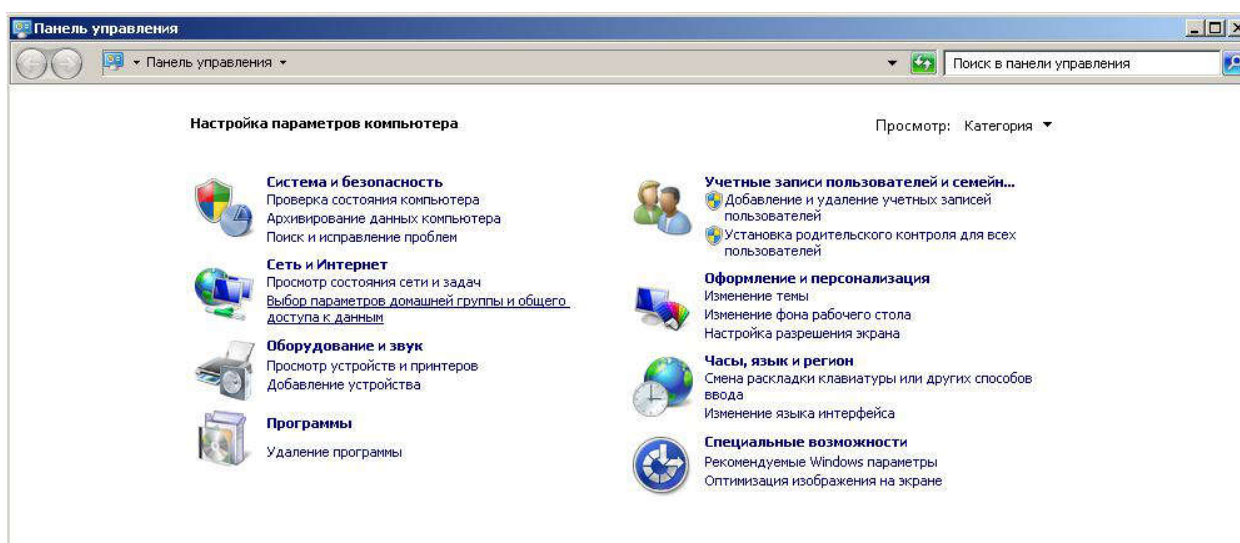 Панель управления
Панель управления
Поиск в панели управления
Настройка параметров компьютера
Просмотр: Категория
Система и безопасность
Проверка состояния компьютера
Архивирование данных компьютера
Поиск и исправление проблем
Сеть и Интернет
Просмотр состояния сети и задач
Выбор параметров домашней группы и общего
доступа к данным
Оборудование и звук
Просмотр устройств и принтеров
Добавление устройства
Программы
Удаление программы
Учетные записи пользователей и семейн...
Добавление и удаление учетных записей
пользователей
Установка родительского контроля для всех
пользователей
Оформление и персонализация
Изменение темы
Изменение фона рабочего стола
Настройка разрешения экрана
Часы, язык и регион
Смена раскладки клавиатуры или других способов
ввода
Изменение языка интерфейса
Специальные возможности
Рекомендуемые Windows параметры
Оптимизация изображения на экране